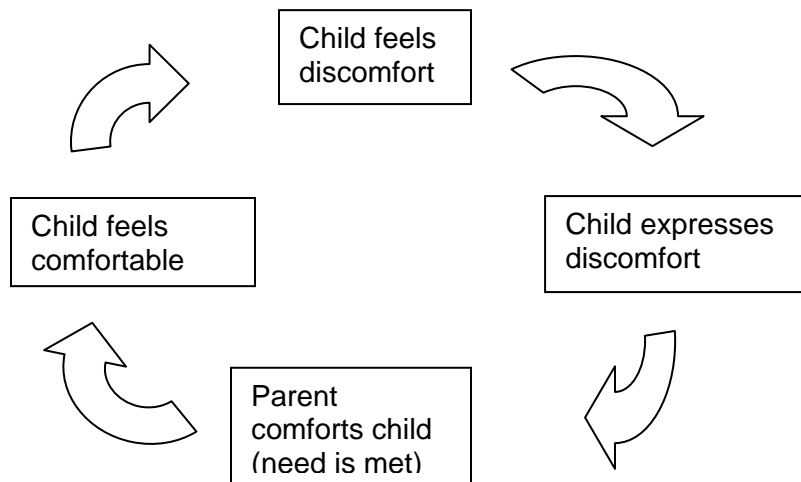 Child feels
discomfort
Child expresses
discomfort
Parent
comforts child
(need is met)
Child feels
comfortable